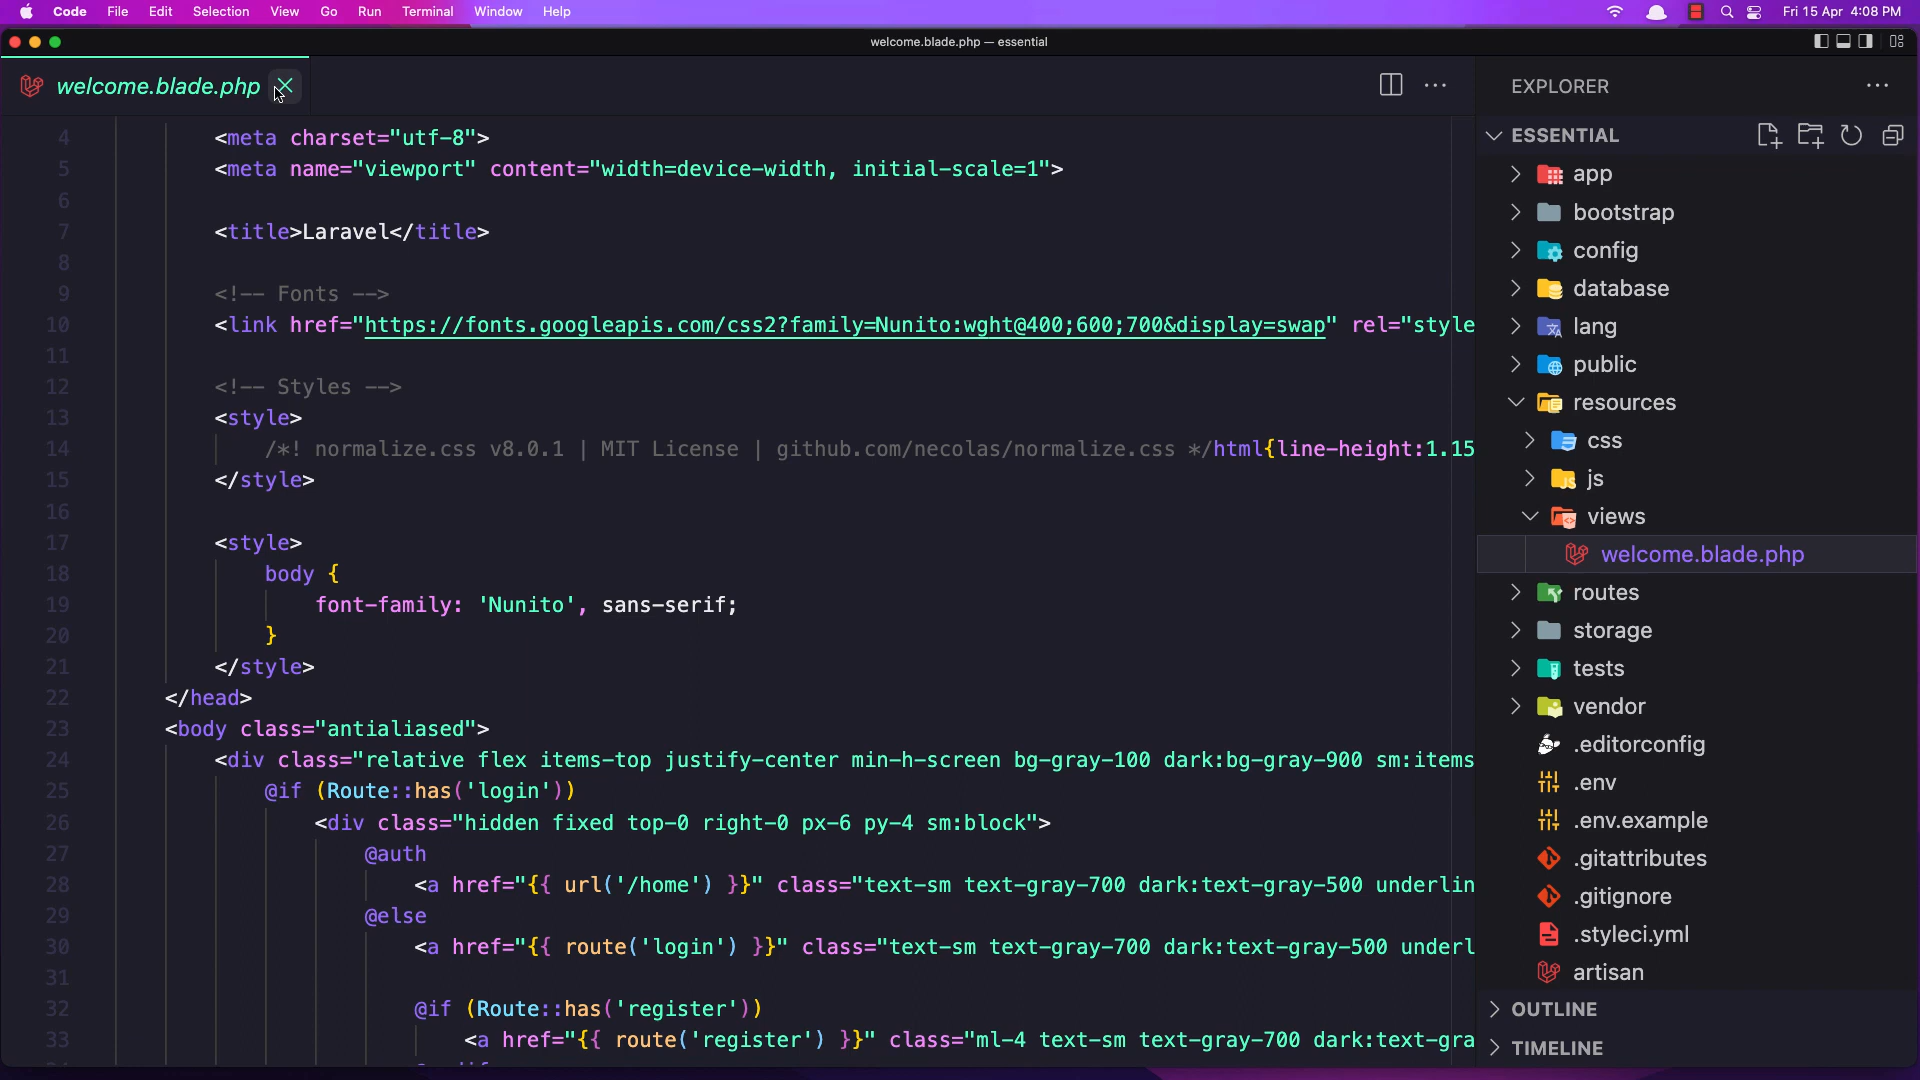 Code File Edit Selection View Go Run Terminal Window Help Fri 15 Apr 4:08 PM
welcome.blade.php — essential
welcome.blade.php
4 <meta charset="utf-8">
5 <meta name="viewport" content="width=device-width, initial-scale=1">
6
7 <title>Laravel</title>
8
9 <!-- Fonts -->
10 <link href="https://fonts.googleapis.com/css2?family=Nunito:wght@400;600;700&display=swap" rel="style
11
12 <!-- Styles -->
13 <style>
14 /*! normalize.css v8.0.1 | MIT License | github.com/necolas/normalize.css */html{line-height:1.15
15 </style>
16
17 <style>
18 body {
19 font-family: 'Nunito', sans-serif;
20 }
21 </style>
22 </head>
23 <body class="antialiased">
24 <div class="relative flex items-top justify-center min-h-screen bg-gray-100 dark:bg-gray-900 sm:items
25 @if (Route::has('login'))
26 <div class="hidden fixed top-0 right-0 px-6 py-4 sm:block">
27 @auth
28 <a href="{{ url('/home') }}" class="text-sm text-gray-700 dark:text-gray-500 underlin
29 @else
30 <a href="{{ route('login') }}" class="text-sm text-gray-700 dark:text-gray-500 underl
31
32 @if (Route::has('register'))
33 <a href="{{ route('register') }}" class="ml-4 text-sm text-gray-700 dark:text-gra
EXPLORER
ESSENTIAL
app
bootstrap
config
database
lang
public
resources
css
js
views
welcome.blade.php
routes
storage
tests
vendor
.editorconfig
.env
.env.example
.gitattributes
.gitignore
.styleci.yml
artisan
OUTLINE
TIMELINE